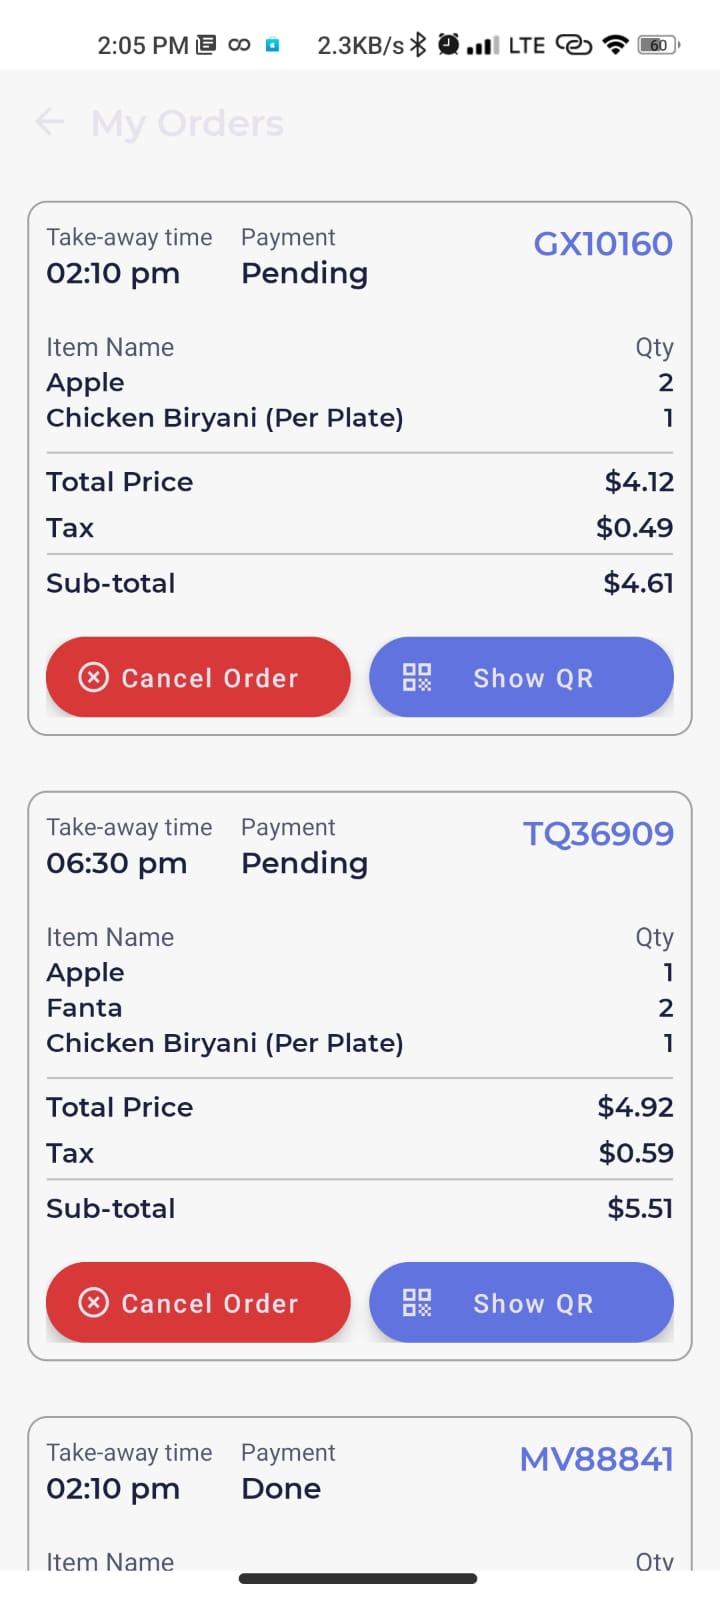 2:05 PM 2.3KB/s LTE 60
My Orders
Take-away time Payment GX10160
02:10 pm Pending
Item Name Qty
Apple 2
Chicken Biryani (Per Plate) 1
Total Price $4.12
Tax $0.49
Sub-total $4.61
Cancel Order Show QR
Take-away time Payment TQ36909
06:30 pm Pending
Item Name Qty
Apple 1
Fanta 2
Chicken Biryani (Per Plate) 1
Total Price $4.92
Tax $0.59
Sub-total $5.51
Cancel Order Show QR
Take-away time Payment MV88841
02:10 pm Done
Item Name Qty